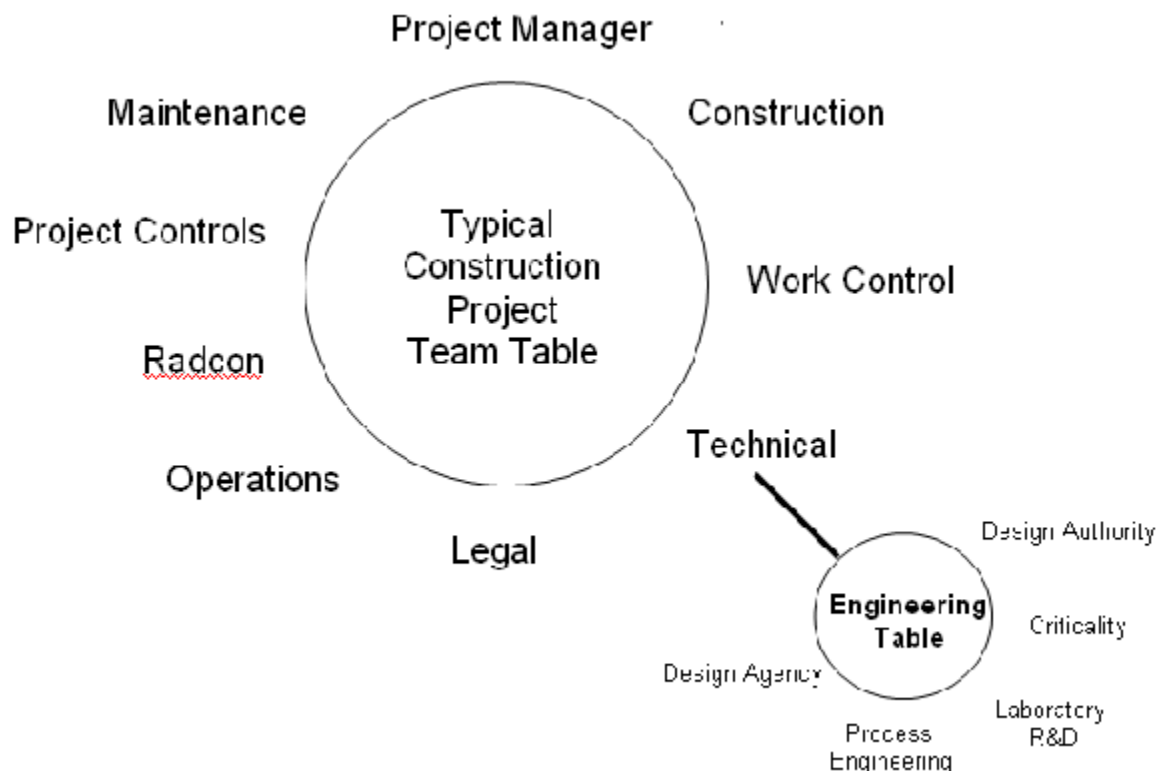 Project Manager
Maintenance
Construction
Project Controls
Typical
Construction
Project
Team Table
Work Control
Radcon
Technical
Operations
Legal
Design Authority
Engineering
Table
Criticality
Design Agency
Laboratory
R&D
Process
Engineering